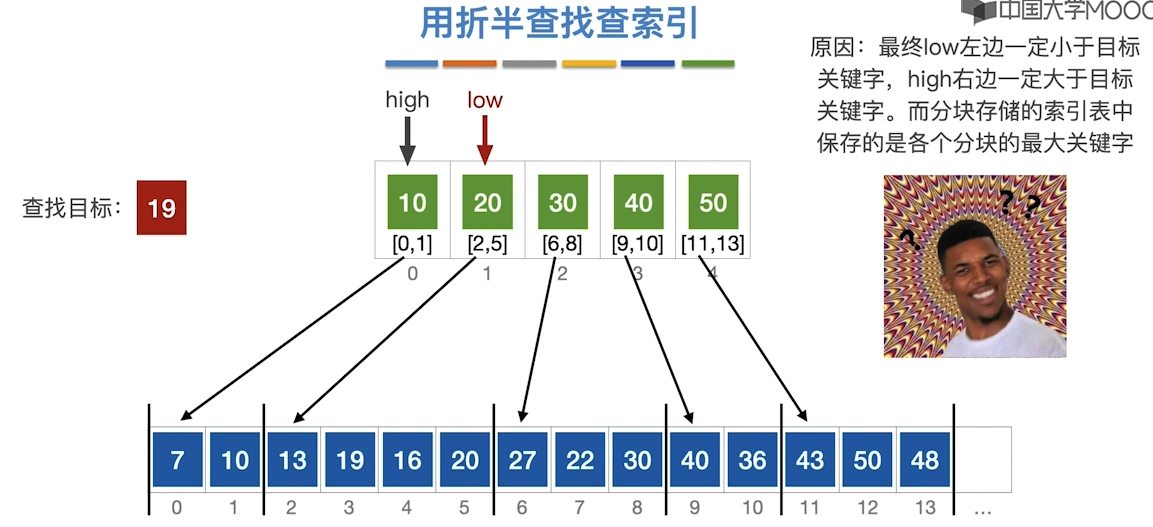 中国大学MOOC
用折半查找查索引
原因：最终low左边一定小于目标
关键字，high右边一定大于目标
关键字。而分块存储的索引表中
保存的是各个分块的最大关键字
high low
查找目标： 19
10 20 30 40 50
[0,1] [2,5] [6,8] [9,10] [11,13]
0 1 2 3 4
? ? ?
7 10 13 19 16 20 27 22 30 40 36 43 50 48
0 1 2 3 4 5 6 7 8 9 10 11 12 13 …